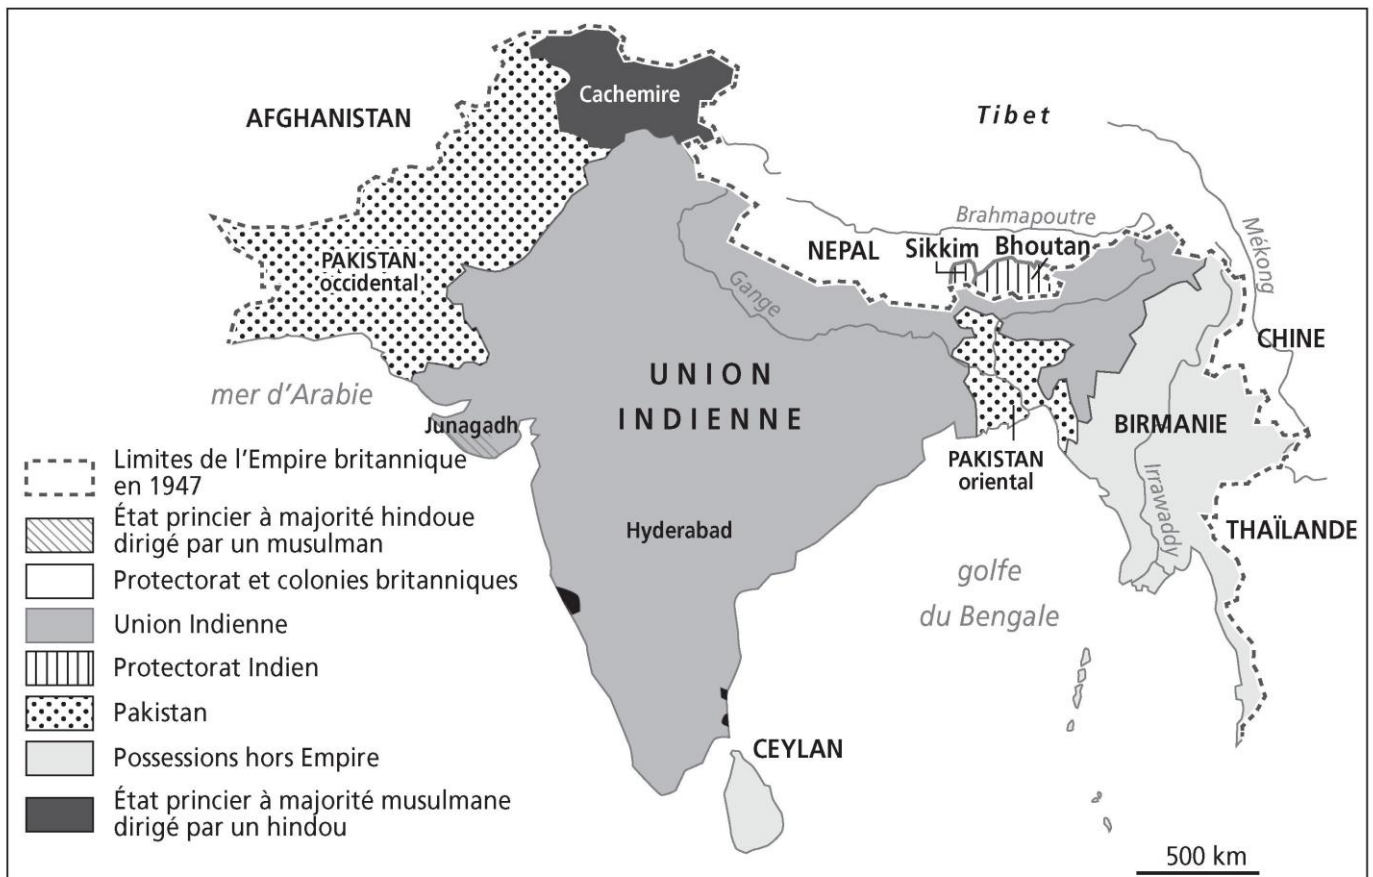 Cachemire
AFGHANISTAN
Tibet
Brahmapoutre
Mékong
NEPAL
Sikkim
Bhoutan
PAKISTAN
occidental
Gange
CHINE
UNION
INDIENNE
mer d'Arabie
Junagadh
BIRMANIE
PAKISTAN
oriental
Irrawaddy
THAÏLANDE
Hyderabad
golfe
du Bengale
CEYLAN
Limites de l'Empire britannique
en 1947
État princier à majorité hindoue
dirigé par un musulman
Protectorat et colonies britanniques
Union Indienne
Protectorat Indien
Pakistan
Possessions hors Empire
État princier à majorité musulmane
dirigé par un hindou
500 km